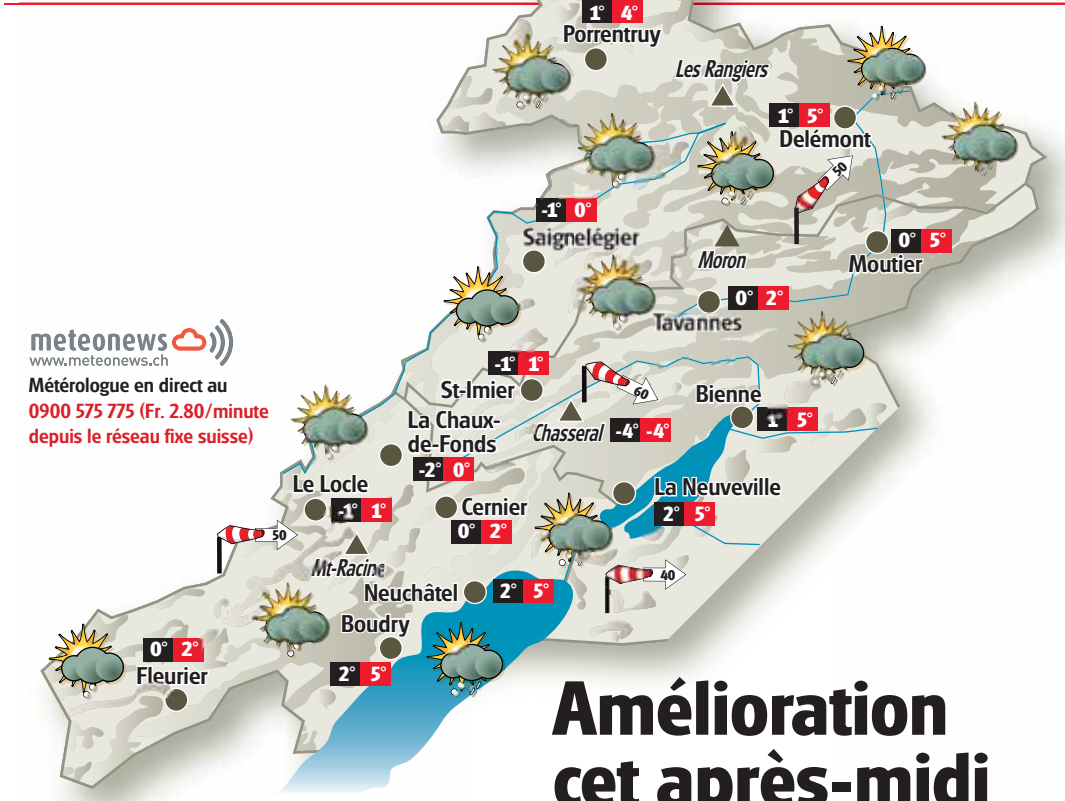 1° 4°
Porrentruy
Les Rangiers
1° 5°
Delémont
50
-1° 0°
Saignelégier
Moron
0° 5°
Moutier
0° 2°
Tavannes
meteonews
www.meteonews.ch
Métérologue en direct au
0900 575 775 (Fr. 2.80/minute
depuis le réseau fixe suisse)
-1° 1°
St-Imier
60
Bienne
1° 5°
La Chaux-
de-Fonds
-2° 0°
Chasseral -4° -4°
Le Locle
-1° 1°
Cernier
0° 2°
La Neuveville
2° 5°
50
Mt-Racine
40
Neuchâtel 2° 5°
Boudry
2° 5°
0° 2°
Fleurier
Amélioration
cet après-midi